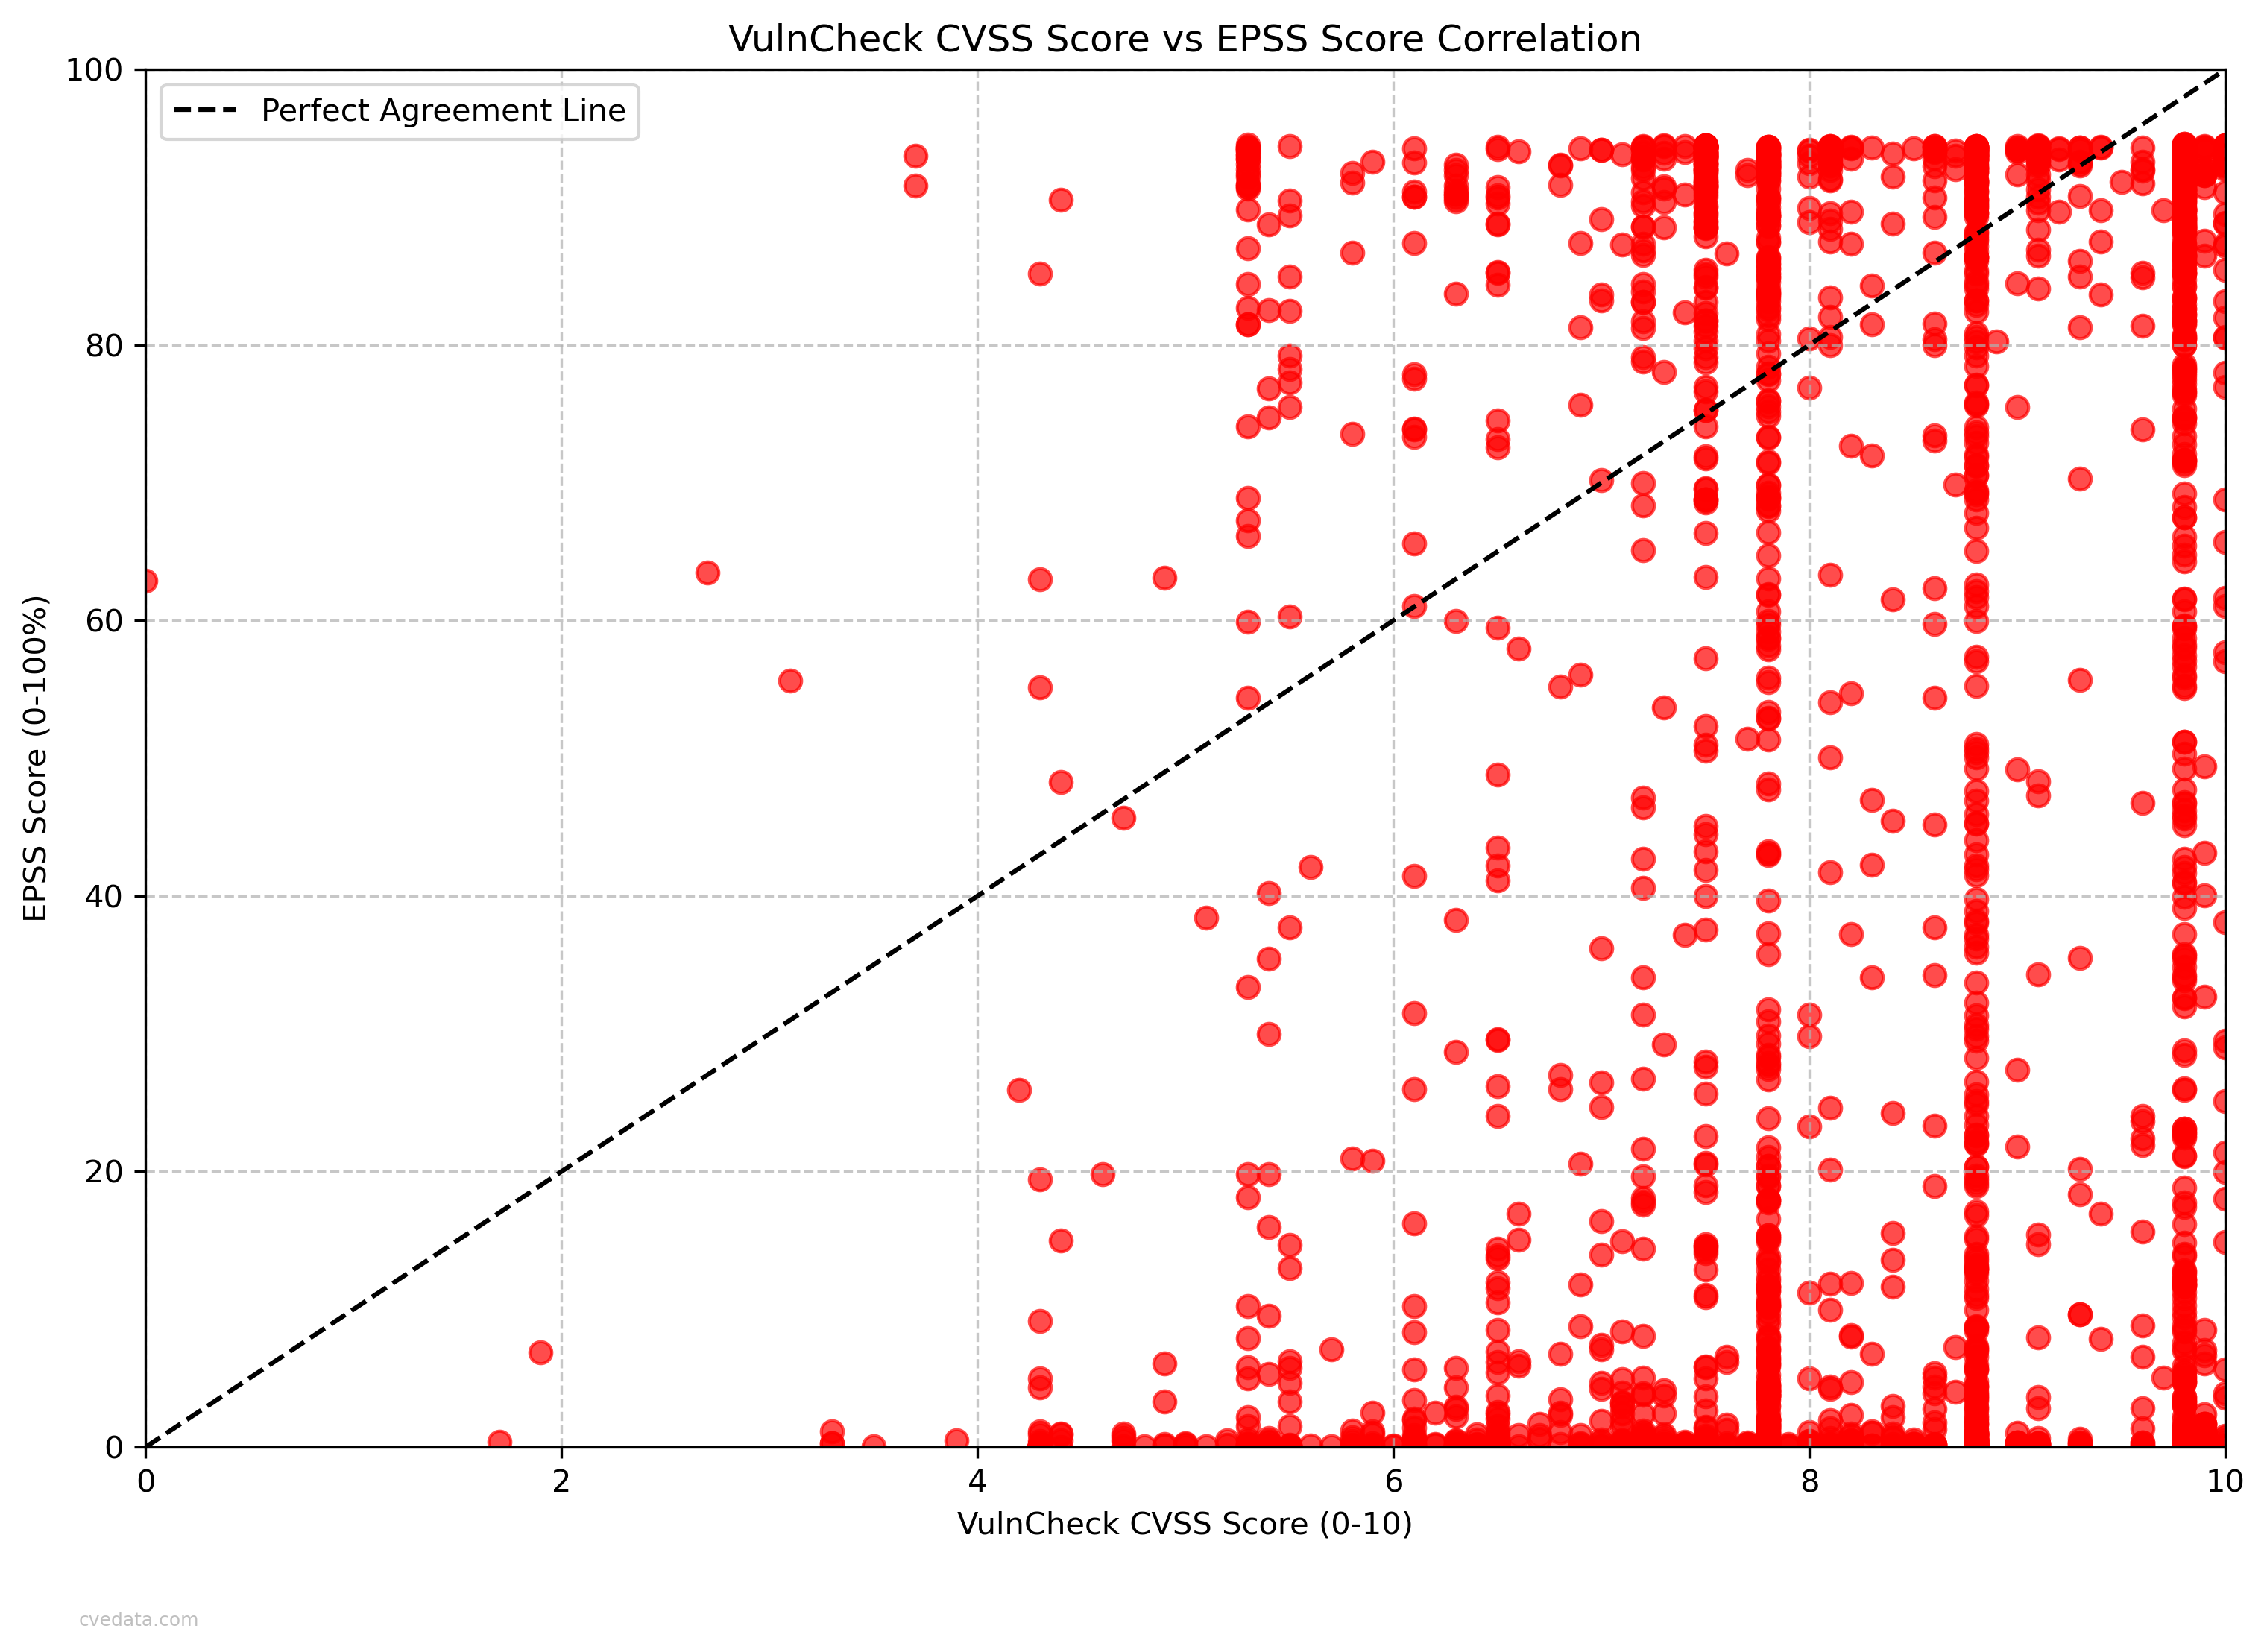 VulnCheck CVSS Score vs EPSS Score Correlation
Perfect Agreement Line
EPSS Score (0-100%)
100
80
60
40
20
0
0 2 4 6 8 10
VulnCheck CVSS Score (0-10)
cvedata.com